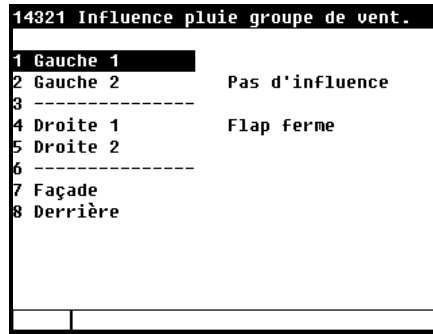 14321 Influence pluie groupe de vent.
1 Gauche 1
2 Gauche 2 Pas d'influence
3 ---------------
4 Droite 1 Flap ferme
5 Droite 2
6 ---------------
7 Façade
8 Derrière